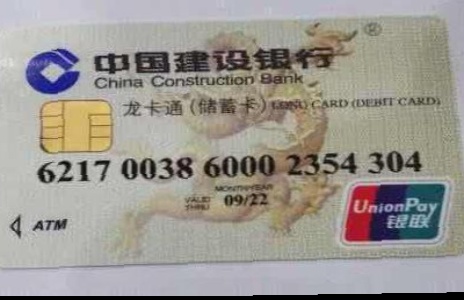 中国建设银行®
China Construction Bank
龙卡通(储蓄卡) LONG CARD (DEBIT CARD)
6217 0038 6000 2354 304
MONTH/YEAR
VALID THRU 09/22
ATM
UnionPay
银联